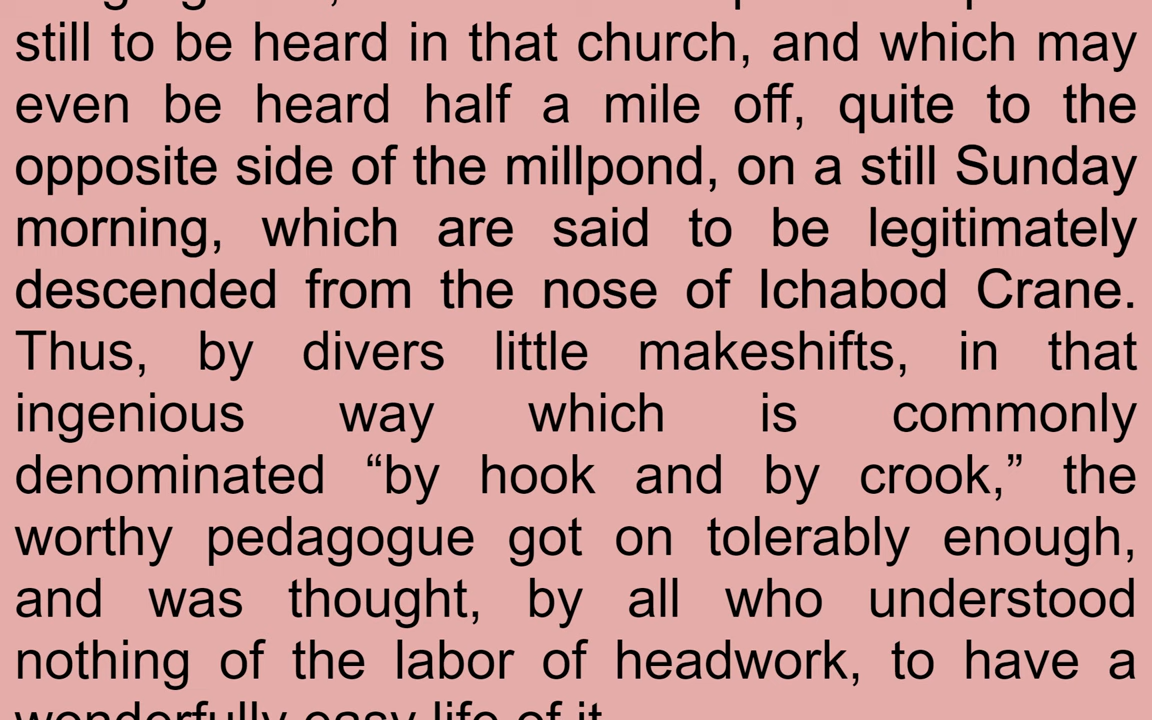 still to be heard in that church, and which may
even be heard half a mile off, quite to the
opposite side of the millpond, on a still Sunday
morning, which are said to be legitimately
descended from the nose of Ichabod Crane.
Thus, by divers little makeshifts, in that
ingenious way which is commonly
denominated “by hook and by crook,” the
worthy pedagogue got on tolerably enough,
and was thought, by all who understood
nothing of the labor of headwork, to have a
wonderfully easy life of it.